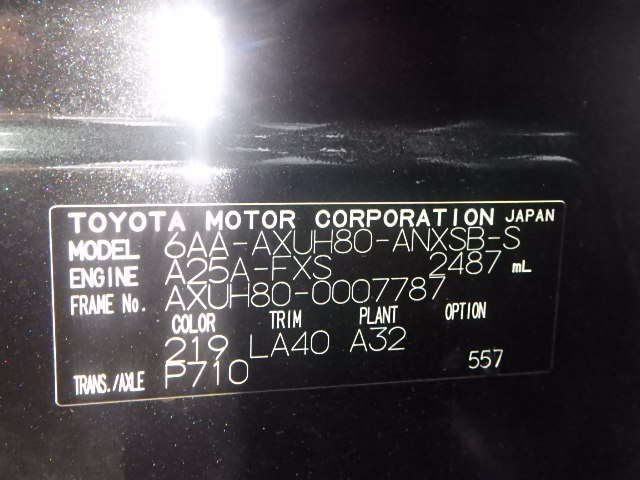 TOYOTA MOTOR CORPORATION JAPAN
MODEL 6AA-AXUH80-ANXSB-S
ENGINE A25A-FXS 2487 mL
FRAME No. AXUH80-0007787
COLOR TRIM PLANT OPTION
219 LA40 A32
TRANS./AXLE P710 557